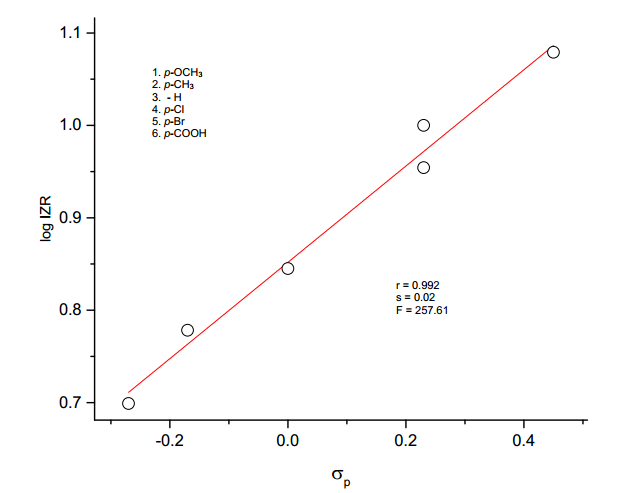 1.1
1.0
0.9
0.8
0.7
log IZR
1. p-OCH₃
2. p-CH₃
3. - H
4. p-Cl
5. p-Br
6. p-COOH
r = 0.992
s = 0.02
F = 257.61
-0.2 0.0 0.2 0.4
σₚ